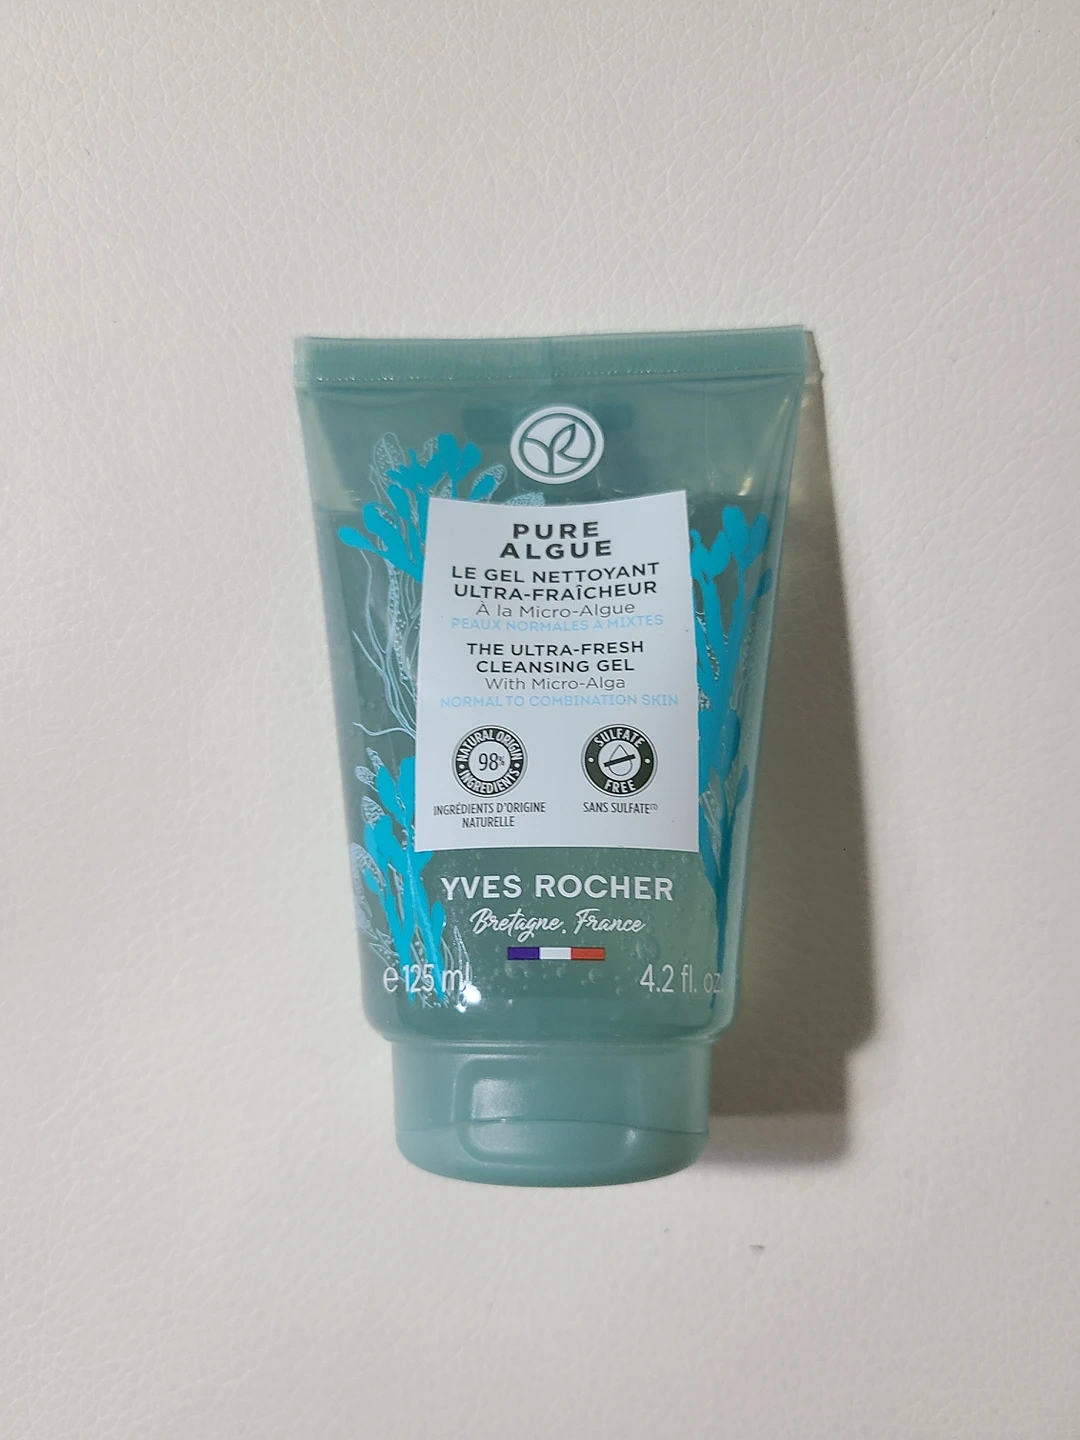 PURE
ALGUE
LE GEL NETTOYANT
ULTRA-FRAÎCHEUR
À la Micro-Algue
PEAUX NORMALES À MIXTES
THE ULTRA-FRESH
CLEANSING GEL
With Micro-Alga
NORMAL TO COMBINATION SKIN
NATURAL ORIGIN
98%
INGREDIENTS
SULFATE
FREE
INGRÉDIENTS D'ORIGINE
NATURELLE
SANS SULFATE(1)
YVES ROCHER
Bretagne, France
e 125 ml
4.2 fl. oz.